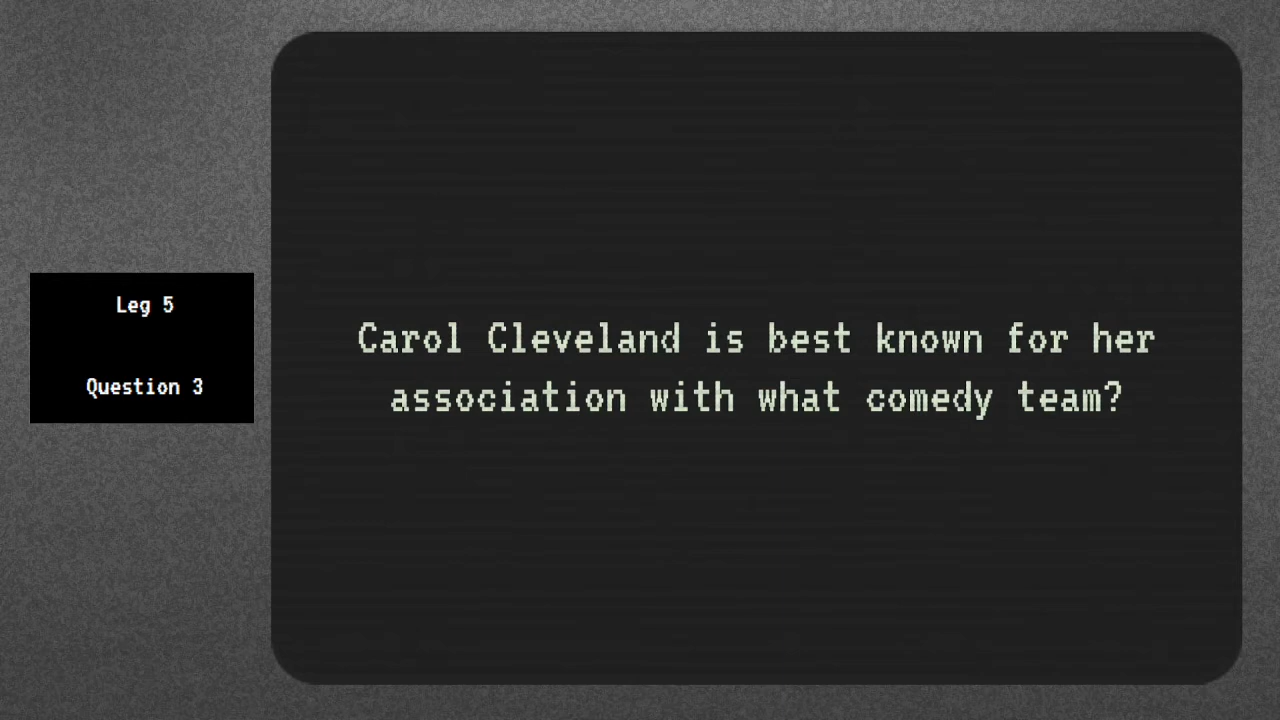 Leg 5
Question 3
Carol Cleveland is best known for her
association with what comedy team?